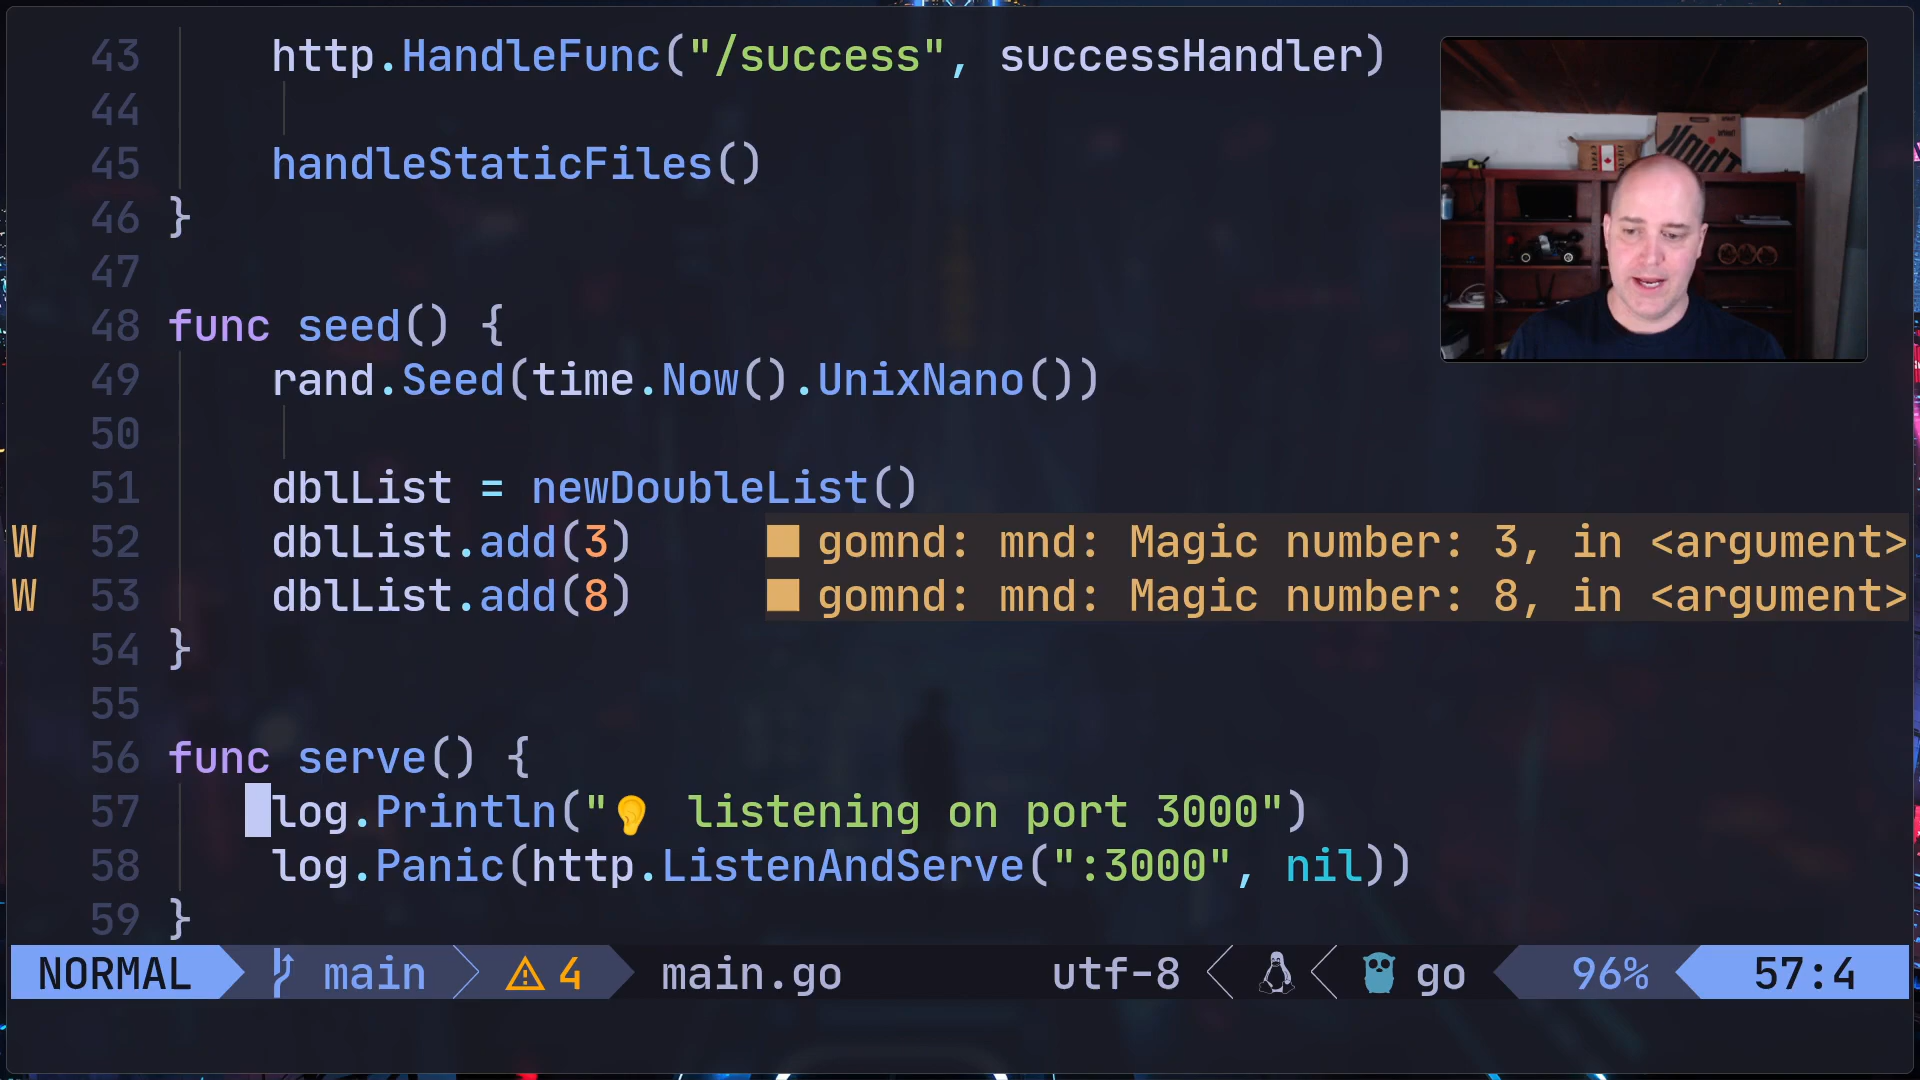 43 http.HandleFunc("/success", successHandler)
44
45 handleStaticFiles()
46 }
47
48 func seed() {
49 rand.Seed(time.Now().UnixNano())
50
51 dblList = newDoubleList()
W 52 dblList.add(3) ■ gomnd: mnd: Magic number: 3, in <argument>
W 53 dblList.add(8) ■ gomnd: mnd: Magic number: 8, in <argument>
54 }
55
56 func serve() {
57 log.Println("👂 listening on port 3000")
58 log.Panic(http.ListenAndServe(":3000", nil))
59 }
NORMAL main 4 main.go utf-8 go 96% 57:4